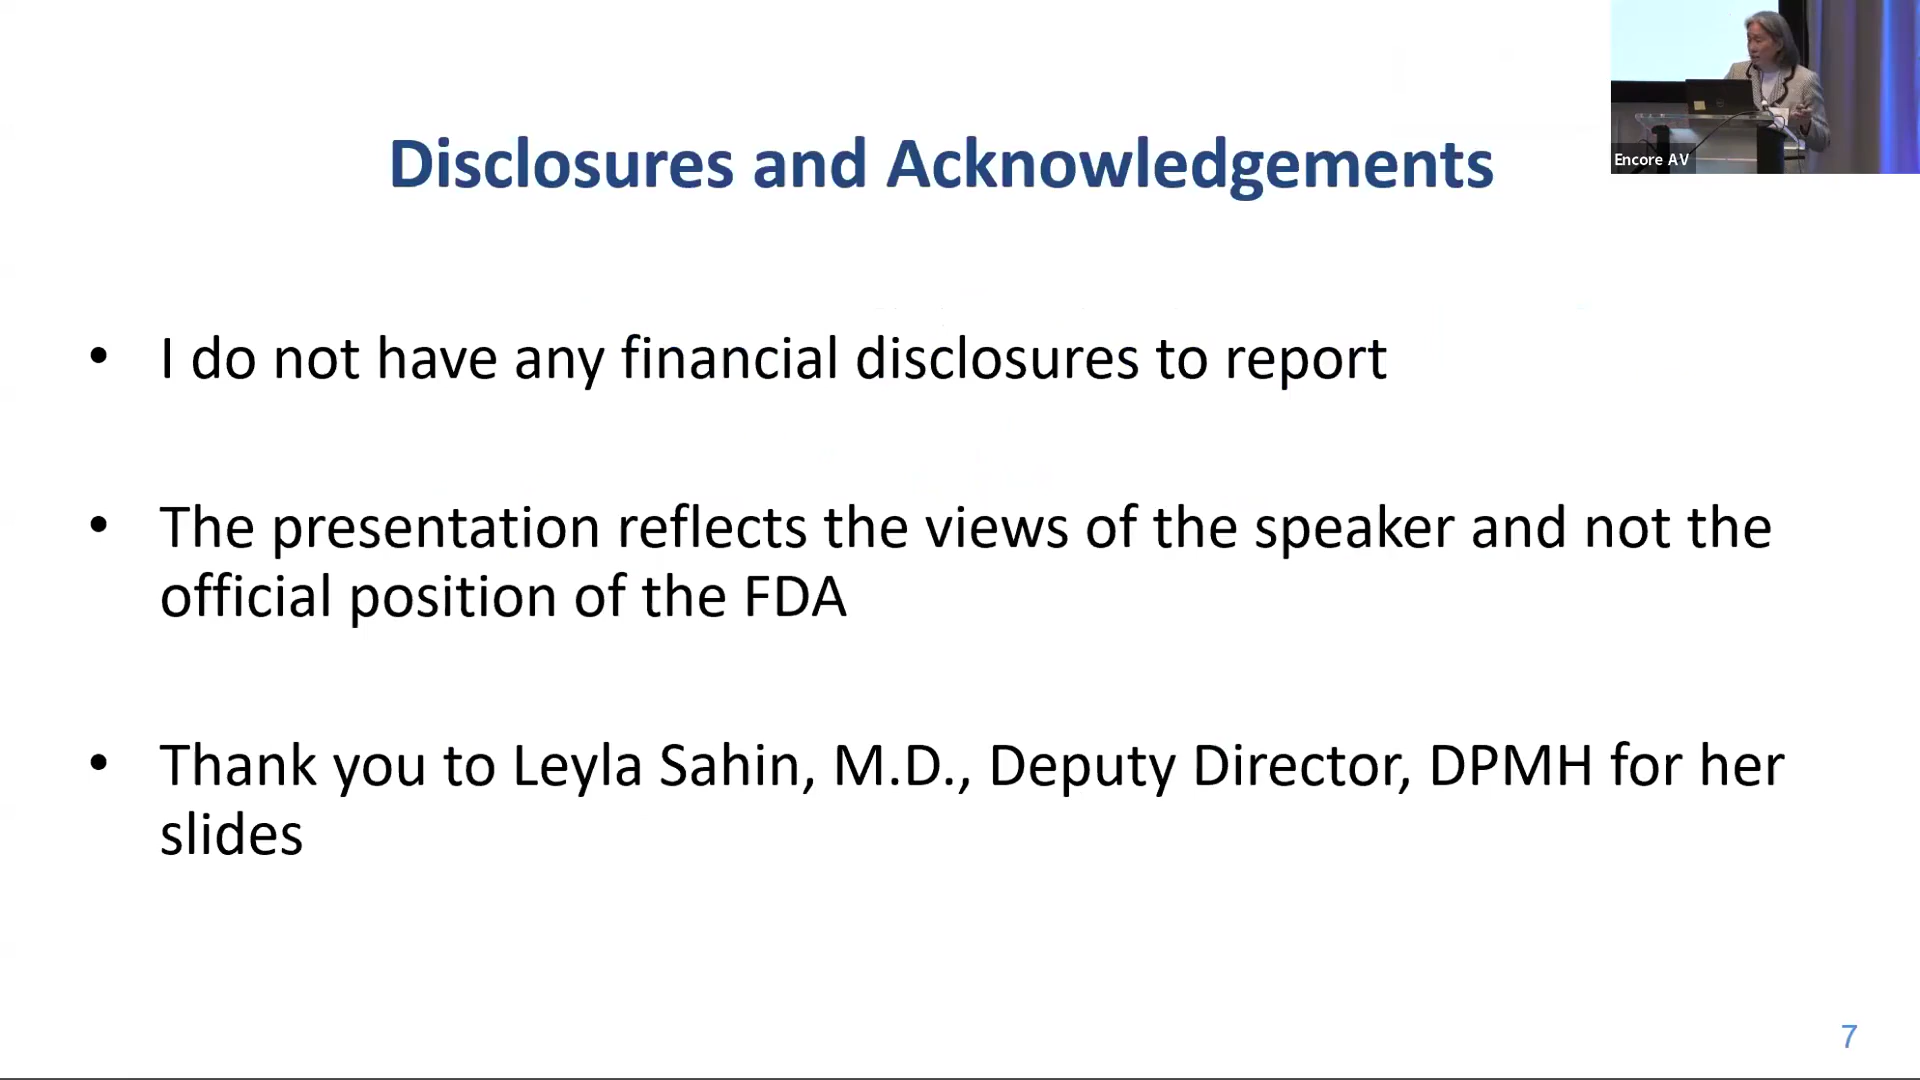 Disclosures and Acknowledgements
Encore AV
• I do not have any financial disclosures to report
• The presentation reflects the views of the speaker and not the
official position of the FDA
• Thank you to Leyla Sahin, M.D., Deputy Director, DPMH for her
slides
7